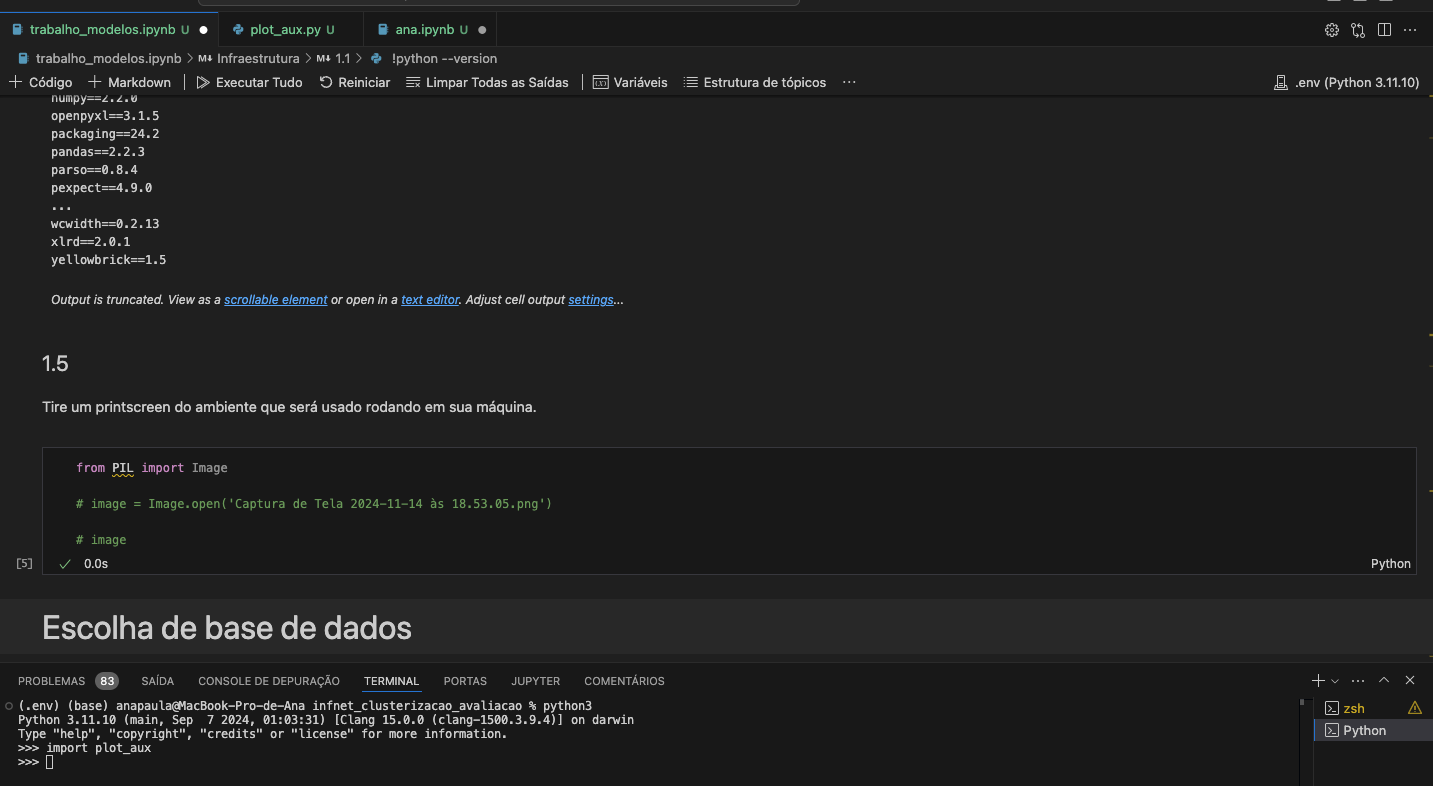 trabalho_modelos.ipynb U plot_aux.py U ana.ipynb U
trabalho_modelos.ipynb > M↓ Infraestrutura > M↓ 1.1 > !python --version
+ Código + Markdown | Executar Tudo Reiniciar Limpar Todas as Saídas | Variáveis Estrutura de tópicos ... .env (Python 3.11.10)
numpy==2.2.0
openpyxl==3.1.5
packaging==24.2
pandas==2.2.3
parso==0.8.4
pexpect==4.9.0
...
wcwidth==0.2.13
xlrd==2.0.1
yellowbrick==1.5
Output is truncated. View as a scrollable element or open in a text editor. Adjust cell output settings...
1.5
Tire um printscreen do ambiente que será usado rodando em sua máquina.
from PIL import Image
# image = Image.open('Captura de Tela 2024-11-14 às 18.53.05.png')
# image
[5] 0.0s Python
Escolha de base de dados
PROBLEMAS 83 SAÍDA CONSOLE DE DEPURAÇÃO TERMINAL PORTAS JUPYTER COMENTÁRIOS
(.env) (base) anapaula@MacBook-Pro-de-Ana infnet_clusterizacao_avaliacao % python3
Python 3.11.10 (main, Sep  7 2024, 01:03:31) [Clang 15.0.0 (clang-1500.3.9.4)] on darwin
Type "help", "copyright", "credits" or "license" for more information.
>>> import plot_aux
>>>
zsh
Python